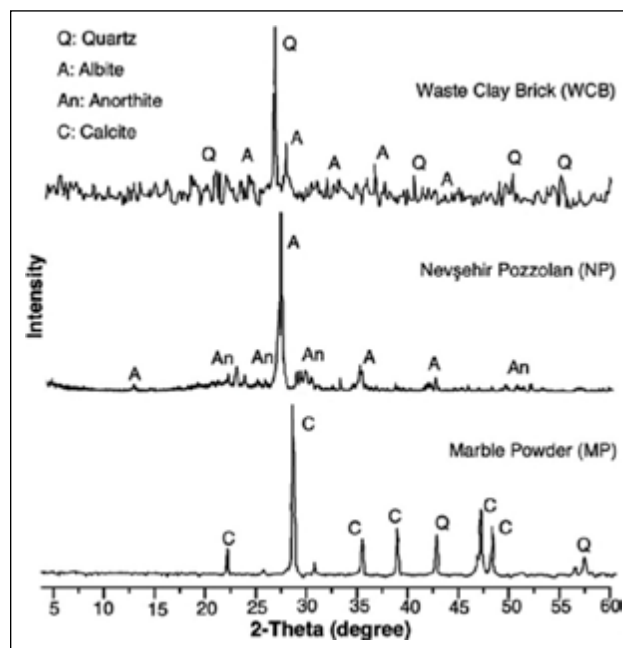 Q: Quartz
A: Albite
An: Anorthite
C: Calcite
Q
A
Waste Clay Brick (WCB)
Q A A A Q A Q Q
A
Nevşehir Pozzolan (NP)
A An An An A A An
C
Marble Powder (MP)
C C C Q C C Q
Intensity
5 10 15 20 25 30 35 40 45 50 55 60
2-Theta (degree)